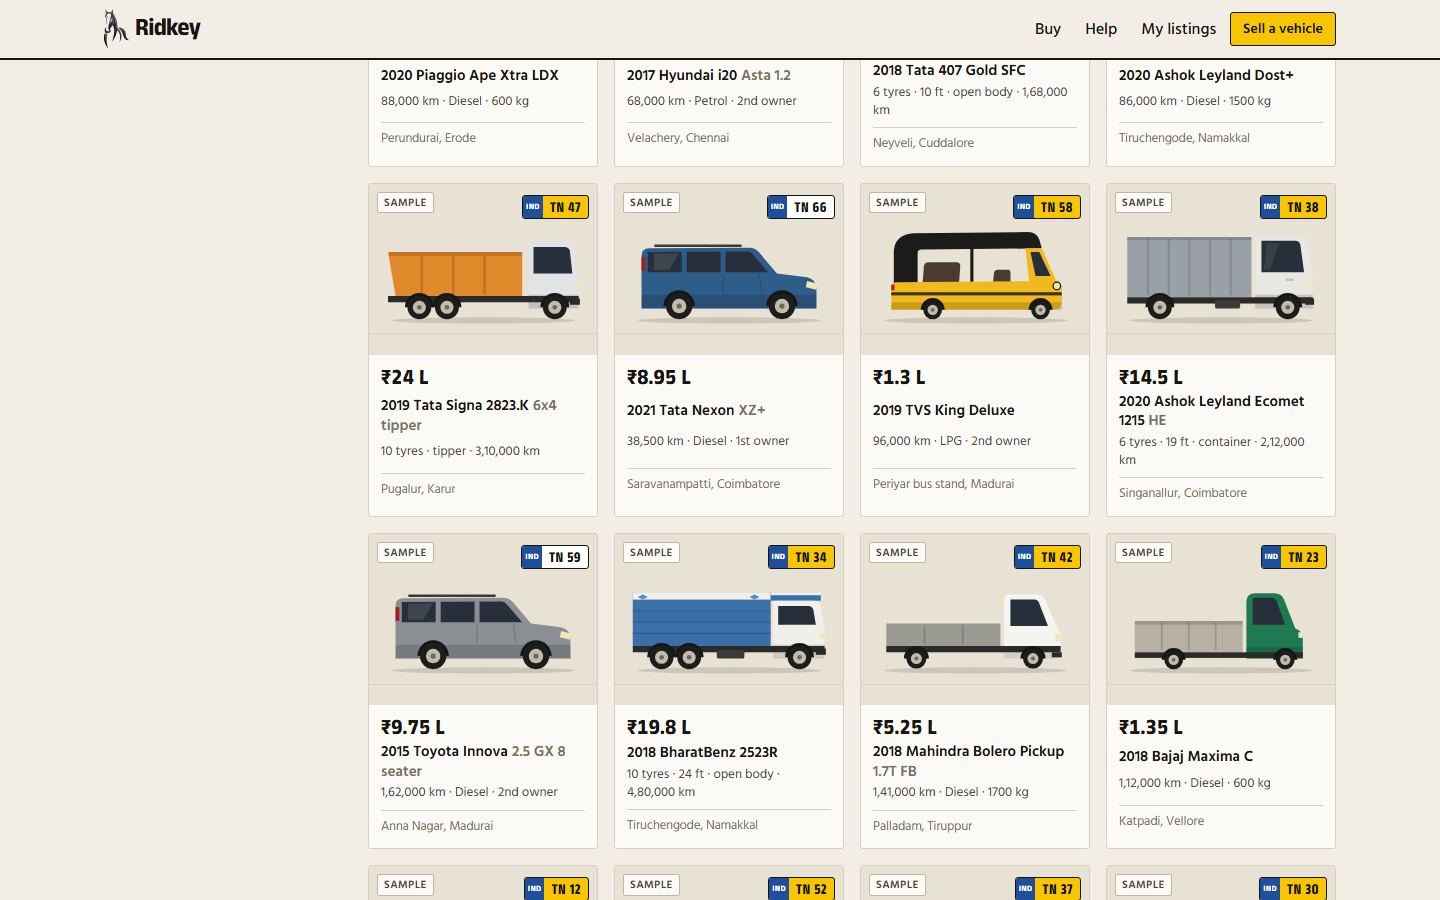 Ridkey
Buy Help My listings Sell a vehicle
2020 Piaggio Ape Xtra LDX
88,000 km · Diesel · 600 kg
Perundurai, Erode
2017 Hyundai i20 Asta 1.2
68,000 km · Petrol · 2nd owner
Velachery, Chennai
2018 Tata 407 Gold SFC
6 tyres · 10 ft · open body · 1,68,000
km
Neyveli, Cuddalore
2020 Ashok Leyland Dost+
86,000 km · Diesel · 1500 kg
Tiruchengode, Namakkal
SAMPLE
IND TN 47
₹24 L
2019 Tata Signa 2823.K 6x4
tipper
10 tyres · tipper · 3,10,000 km
Pugalur, Karur
SAMPLE
IND TN 66
₹8.95 L
2021 Tata Nexon XZ+
38,500 km · Diesel · 1st owner
Saravanampatti, Coimbatore
SAMPLE
IND TN 58
₹1.3 L
2019 TVS King Deluxe
96,000 km · LPG · 2nd owner
Periyar bus stand, Madurai
SAMPLE
IND TN 38
₹14.5 L
2020 Ashok Leyland Ecomet
1215 HE
6 tyres · 19 ft · container · 2,12,000
km
Singanallur, Coimbatore
SAMPLE
IND TN 59
₹9.75 L
2015 Toyota Innova 2.5 GX 8
seater
1,62,000 km · Diesel · 2nd owner
Anna Nagar, Madurai
SAMPLE
IND TN 34
₹19.8 L
2018 BharatBenz 2523R
10 tyres · 24 ft · open body ·
4,80,000 km
Tiruchengode, Namakkal
SAMPLE
IND TN 42
₹5.25 L
2018 Mahindra Bolero Pickup
1.7T FB
1,41,000 km · Diesel · 1700 kg
Palladam, Tiruppur
SAMPLE
IND TN 23
₹1.35 L
2018 Bajaj Maxima C
1,12,000 km · Diesel · 600 kg
Katpadi, Vellore
SAMPLE
IND TN 12
SAMPLE
IND TN 52
SAMPLE
IND TN 37
SAMPLE
IND TN 30